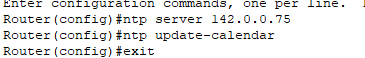 Enter configuration commands, one per line.
Router(config)#ntp server 142.0.0.75
Router(config)#ntp update-calendar
Router(config)#exit